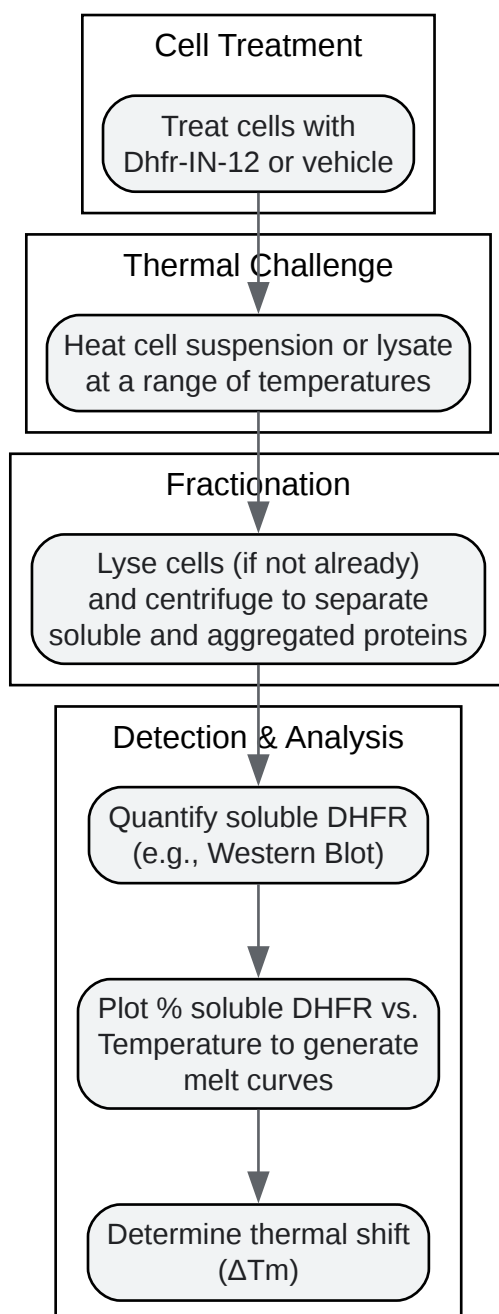 Cell Treatment
Treat cells with
Dhfr-IN-12 or vehicle
Thermal Challenge
Heat cell suspension or lysate
at a range of temperatures
Fractionation
Lyse cells (if not already)
and centrifuge to separate
soluble and aggregated proteins
Detection & Analysis
Quantify soluble DHFR
(e.g., Western Blot)
Plot % soluble DHFR vs.
Temperature to generate
melt curves
Determine thermal shift
(ΔTm)